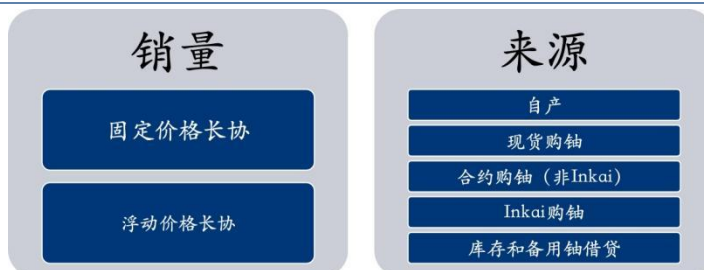 销量
固定价格长协
浮动价格长协
来源
自产
现货购铀
合约购铀（非Inkai）
Inkai购铀
库存和备用铀借贷